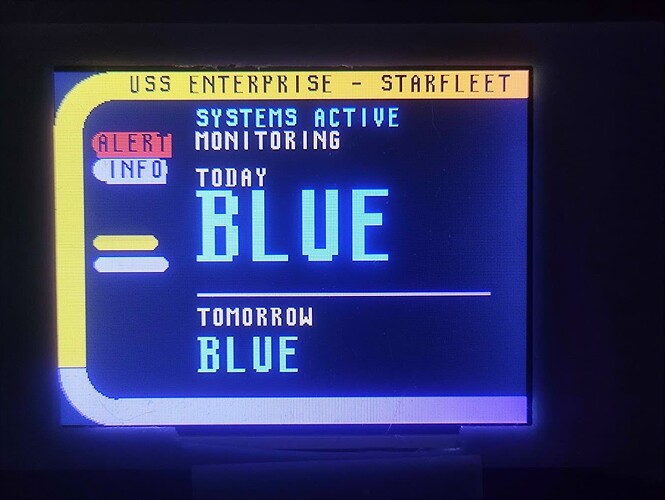 USS ENTERPRISE - STARFLEET
SYSTEMS ACTIVE
MONITORING
ALERT
INFO
TODAY
BLUE
TOMORROW
BLUE